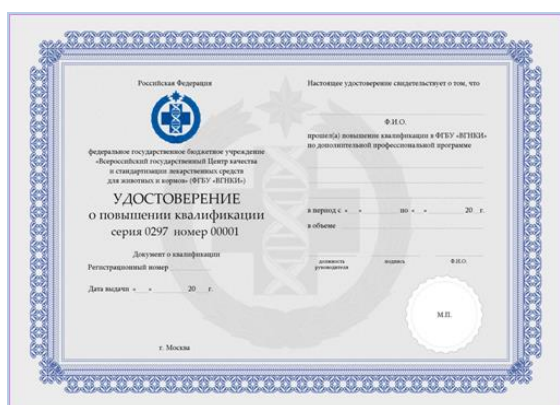 Российская Федерация
федеральное государственное бюджетное учреждение
«Всероссийский государственный Центр качества
и стандартизации лекарственных средств
для животных и кормов» (ФГБУ «ВГНКИ»)
УДОСТОВЕРЕНИЕ
о повышении квалификации
серия 0297 номер 00001
Документ о квалификации
Регистрационный номер
Дата выдачи « » 20 г.
г. Москва
Настоящее удостоверение свидетельствует о том, что
Ф.И.О.
прошел(а) повышение квалификации в ФГБУ «ВГНКИ»
по дополнительной профессиональной программе
в период с « » по « » 20 г.
в объеме
должность руководителя
подпись
Ф.И.О.
М.П.